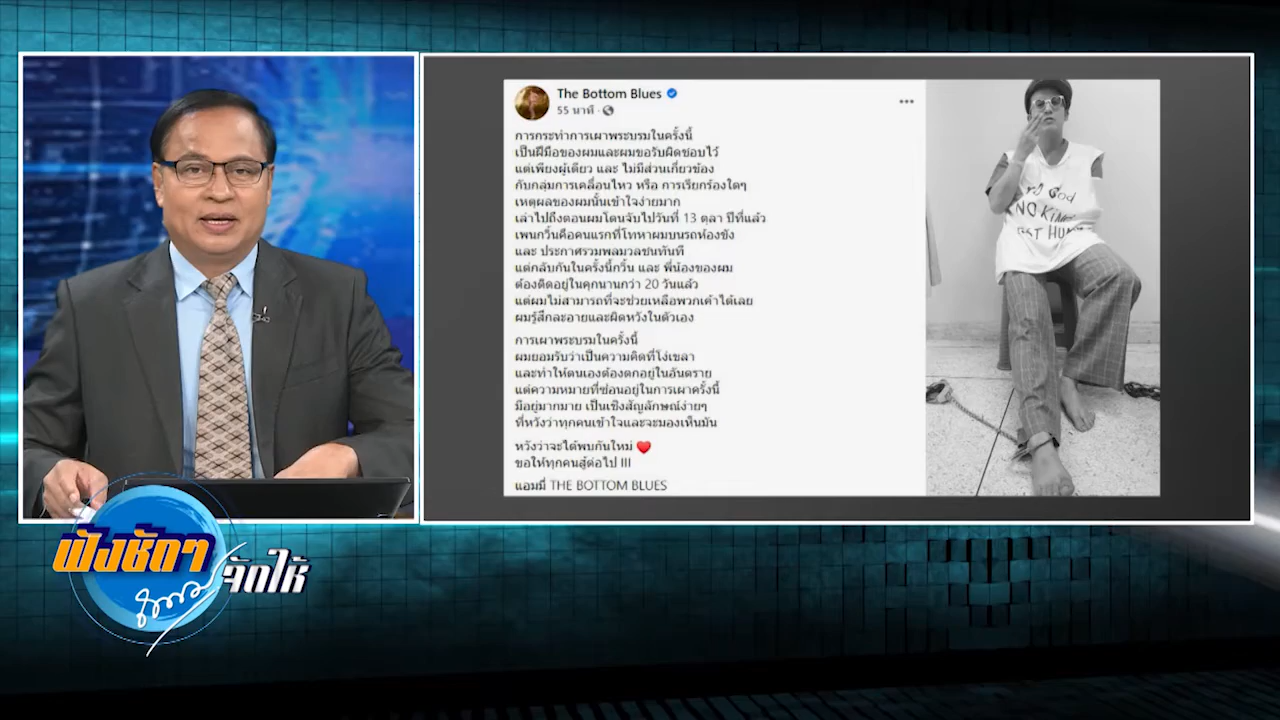 The Bottom Blues
55 นาที
การกระทำการเผาพระบรมในครั้งนี้
เป็นฝีมือของผมและผมขอรับผิดชอบไว้
แต่เพียงผู้เดียว และ ไม่มีส่วนเกี่ยวข้อง
กับกลุ่มการเคลื่อนไหว หรือ การเรียกร้องใดๆ
เหตุผลของผมนั้นเข้าใจง่ายมาก
เล่าไปถึงตอนผมโดนจับไปวันที่ 13 ตุลา ปีที่แล้ว
เพนกวิ้นคือคนแรกที่โทหาผมบนรถห้องขัง
และ ประกาศรวมพลมวลชนทันที
แต่กลับกันในครั้งนี้กวิ้น และ พี่น้องของผม
ต้องติดอยู่ในคุกนานกว่า 20 วันแล้ว
แต่ผมไม่สามารถที่จะช่วยเหลือพวกเค้าได้เลย
ผมรู้สึกละอายและผิดหวังในตัวเอง
การเผาพระบรมในครั้งนี้
ผมยอมรับว่าเป็นความคิดที่โง่เขลา
และทำให้ตนเองต้องตกอยู่ในอันตราย
แต่ความหมายที่ซ่อนอยู่ในการเผาครั้งนี้
มีอยู่มากมาย เป็นเชิงสัญลักษณ์ง่ายๆ
ที่หวังว่าทุกคนเข้าใจและจะมองเห็นมัน
หวังว่าจะได้พบกันใหม่ ❤️
ขอให้ทุกคนสู้ต่อไป III
แอมมี่ THE BOTTOM BLUES
God
NO KING
ฟังชัดๆ
จัดให้